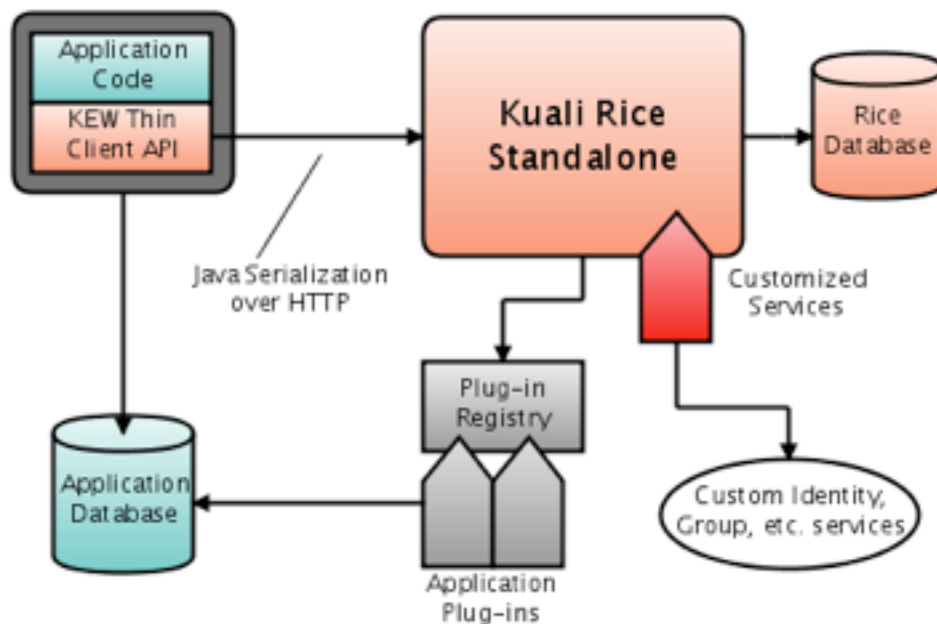 Application
Code
KEW Thin
Client API
Kuali Rice
Standalone
Rice
Database
Java Serialization
over HTTP
Customized
Services
Plug-in
Registry
Application
Database
Custom Identity,
Group, etc. services
Application
Plug-ins